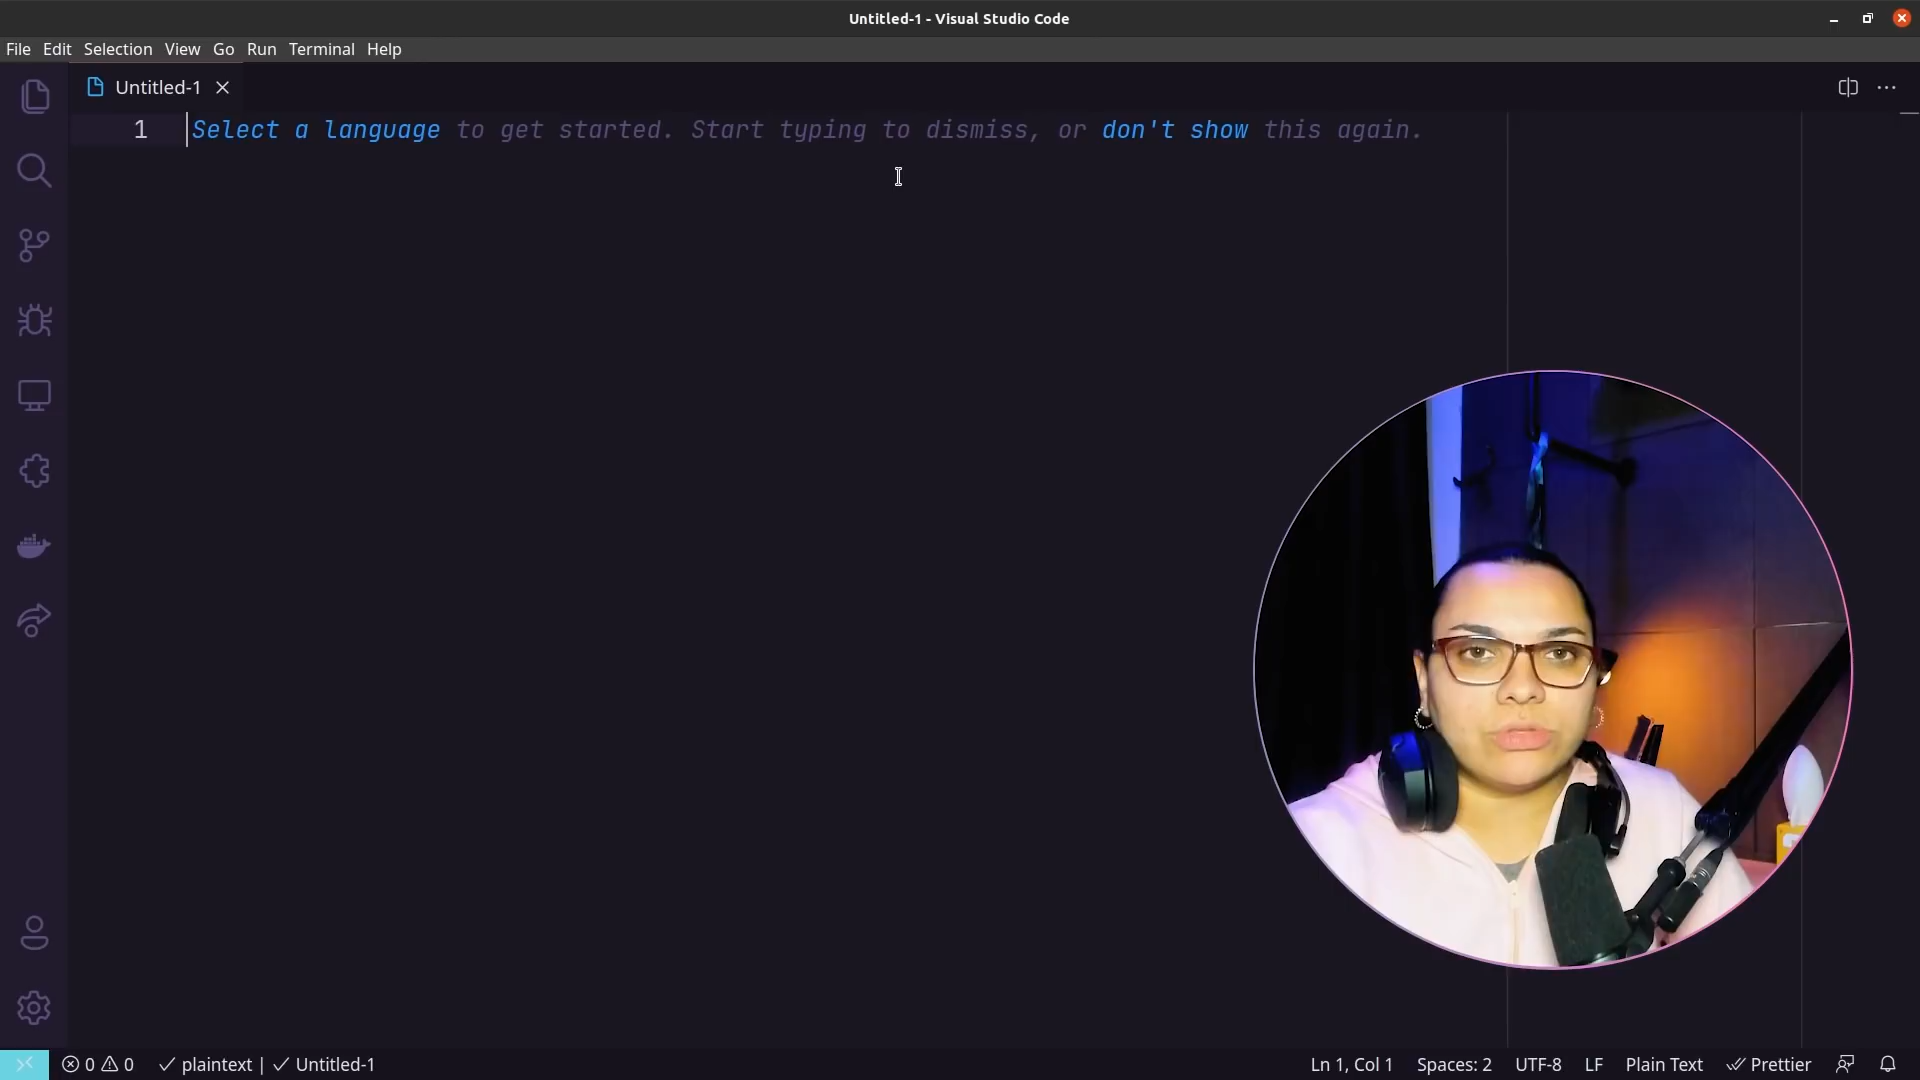 Untitled-1 - Visual Studio Code
File Edit Selection View Go Run Terminal Help
Untitled-1
1 Select a language to get started. Start typing to dismiss, or don't show this again.
0 0 plaintext | Untitled-1 Ln 1, Col 1 Spaces: 2 UTF-8 LF Plain Text Prettier